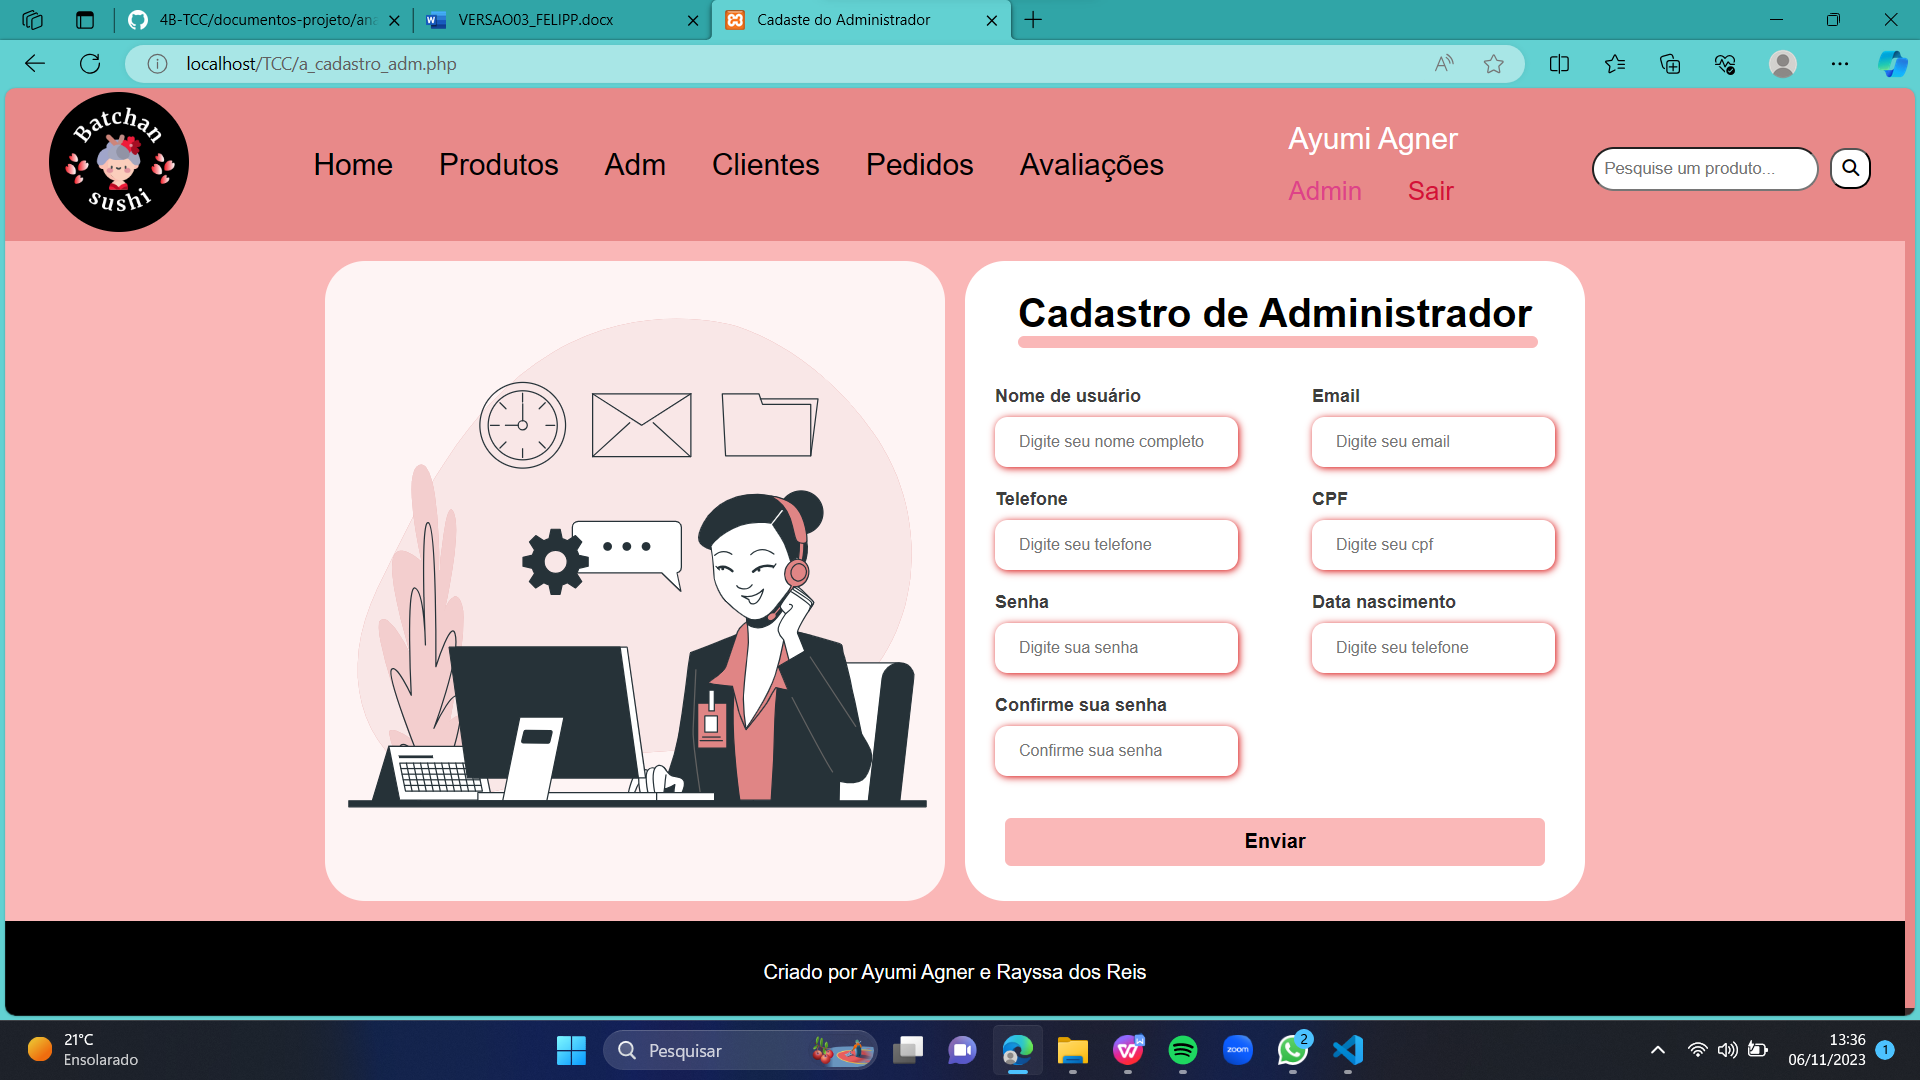 4B-TCC/documentos-projeto/ana
VERSAO03_FELIPP.docx
Cadaste do Administrador
localhost/TCC/a_cadastro_adm.php
Batchan
sushi
Home
Produtos
Adm
Clientes
Pedidos
Avaliações
Ayumi Agner
Admin
Sair
Pesquise um produto...
Cadastro de Administrador
Nome de usuário
Email
Digite seu nome completo
Digite seu email
Telefone
CPF
Digite seu telefone
Digite seu cpf
Senha
Data nascimento
Digite sua senha
Digite seu telefone
Confirme sua senha
Confirme sua senha
Enviar
Criado por Ayumi Agner e Rayssa dos Reis
21°C
Ensolarado
Pesquisar
zoom
2
13:36
06/11/2023
1